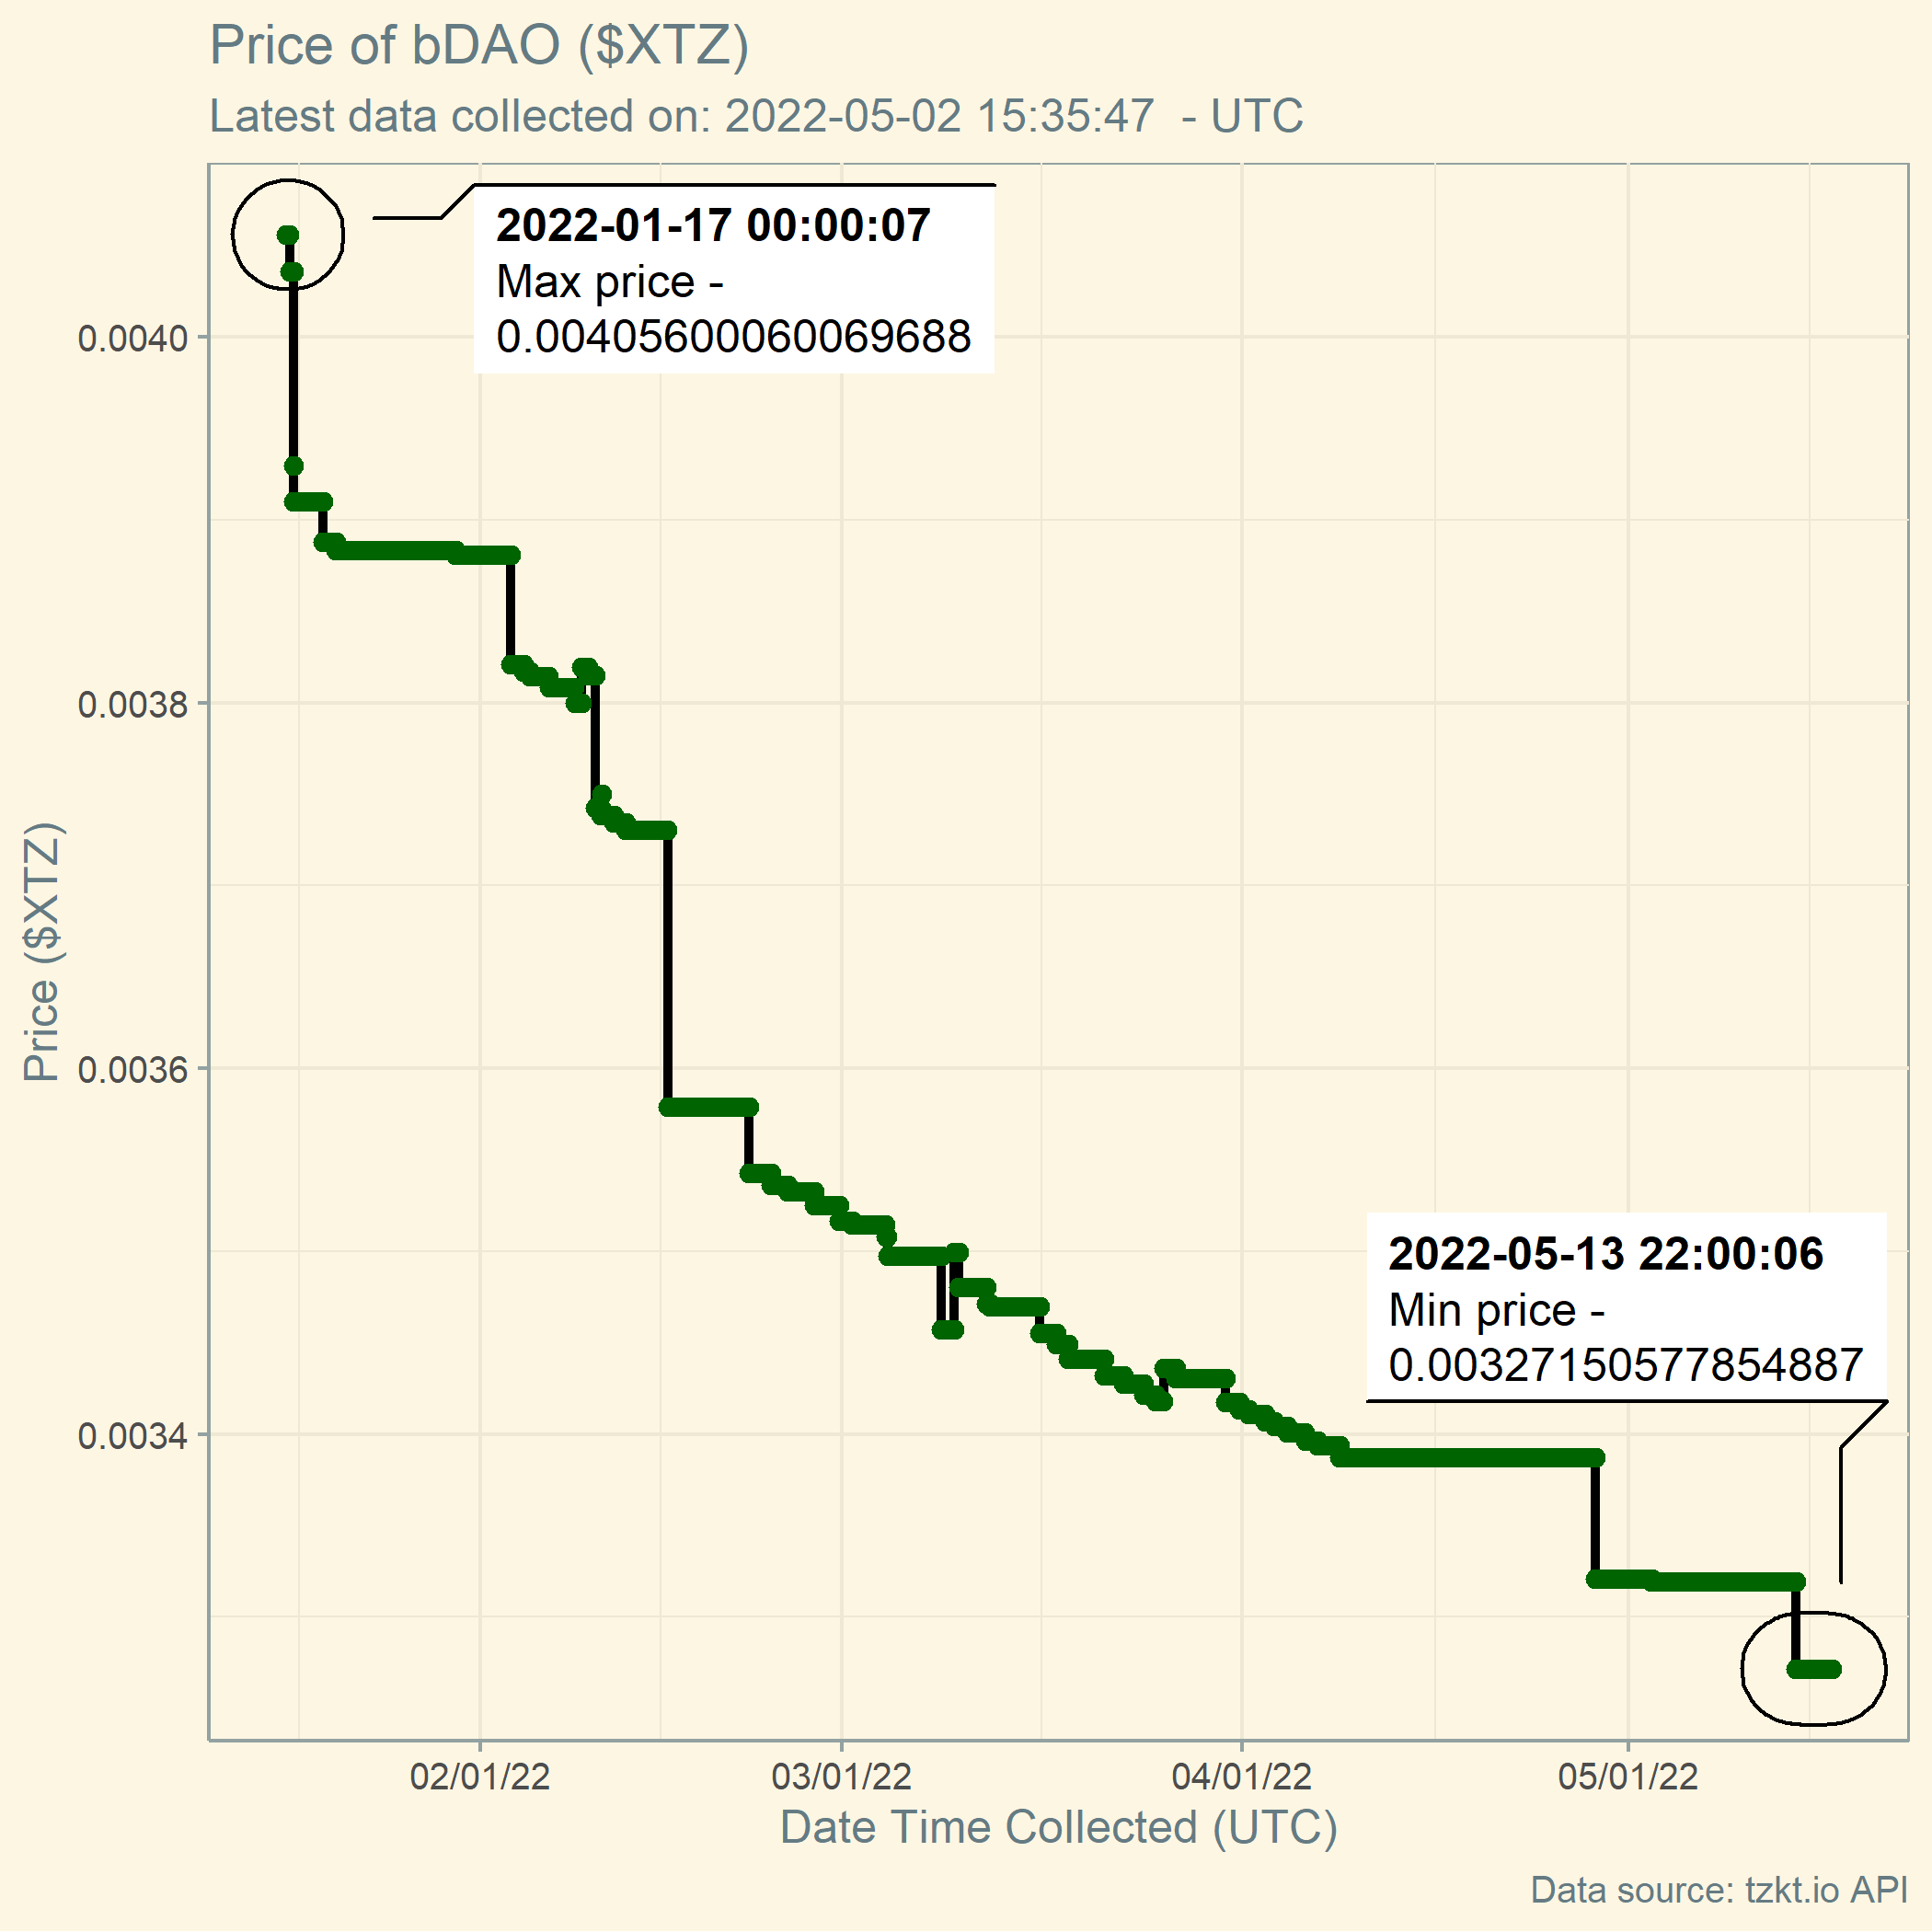 Price of bDAO ($XTZ)
Latest data collected on: 2022-05-02 15:35:47  - UTC
2022-01-17 00:00:07
Max price -
0.00405600060069688
0.0040
0.0038
Price ($XTZ)
0.0036
2022-05-13 22:00:06
Min price -
0.00327150577854887
0.0034
02/01/22
03/01/22
04/01/22
05/01/22
Date Time Collected (UTC)
Data source: tzkt.io API